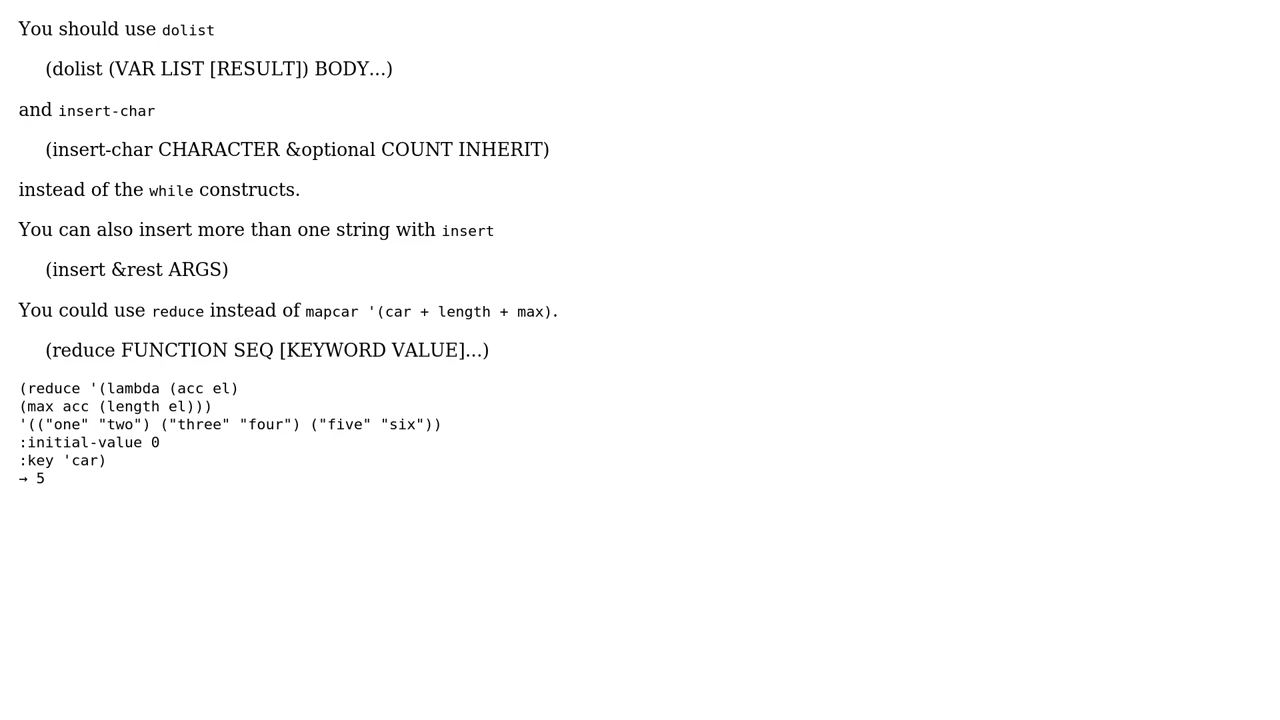 You should use dolist
(dolist (VAR LIST [RESULT]) BODY...)
and insert-char
(insert-char CHARACTER &optional COUNT INHERIT)
instead of the while constructs.
You can also insert more than one string with insert
(insert &rest ARGS)
You could use reduce instead of mapcar '(car + length + max).
(reduce FUNCTION SEQ [KEYWORD VALUE]...)
(reduce '(lambda (acc el)
(max acc (length el)))
'(("one" "two") ("three" "four") ("five" "six"))
:initial-value 0
:key 'car)
→ 5